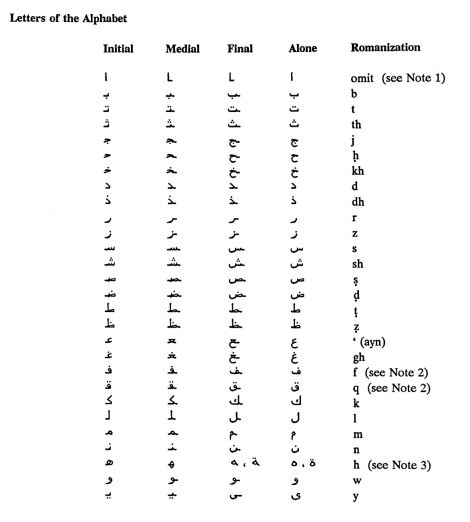 Letters of the Alphabet
Initial Medial Final Alone Romanization
ا ـا ـا ا omit (see Note 1)
بـ ـبـ ـب ب b
تـ ـتـ ـت ت t
ثـ ـثـ ـث ث th
جـ ـجـ ـج ج j
حـ ـحـ ـح ح ḥ
خـ ـخـ ـخ خ kh
د ـد ـد د d
ذ ـذ ـذ ذ dh
ر ـر ـر ر r
ز ـز ـز ز z
سـ ـسـ ـس س s
شـ ـشـ ـش ش sh
صـ ـصـ ـص ص ṣ
ضـ ـضـ ـض ض ḍ
طـ ـطـ ـط ط ṭ
ظـ ـظـ ـظ ظ ẓ
عـ ـعـ ـع ع ‘ (ayn)
غـ ـغـ ـغ غ gh
فـ ـفـ ـف ف f (see Note 2)
قـ ـقـ ـق ق q (see Note 2)
كـ ـكـ ـك ك k
لـ ـلـ ـل ل l
مـ ـمـ ـم م m
نـ ـنـ ـن ن n
هـ ـهـ ـه ، ـة ه ، ة h (see Note 3)
و ـو ـو و w
يـ ـيـ ـى ى y